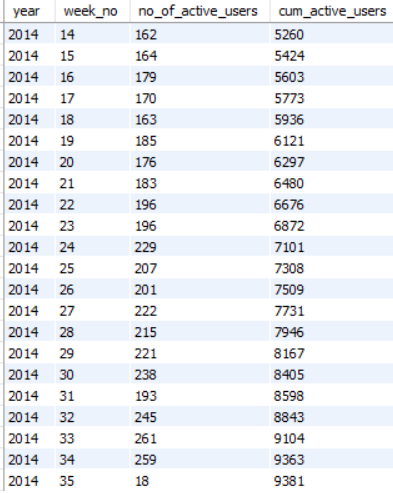 year week_no no_of_active_users cum_active_users
2014 14 162 5260
2014 15 164 5424
2014 16 179 5603
2014 17 170 5773
2014 18 163 5936
2014 19 185 6121
2014 20 176 6297
2014 21 183 6480
2014 22 196 6676
2014 23 196 6872
2014 24 229 7101
2014 25 207 7308
2014 26 201 7509
2014 27 222 7731
2014 28 215 7946
2014 29 221 8167
2014 30 238 8405
2014 31 193 8598
2014 32 245 8843
2014 33 261 9104
2014 34 259 9363
2014 35 18 9381